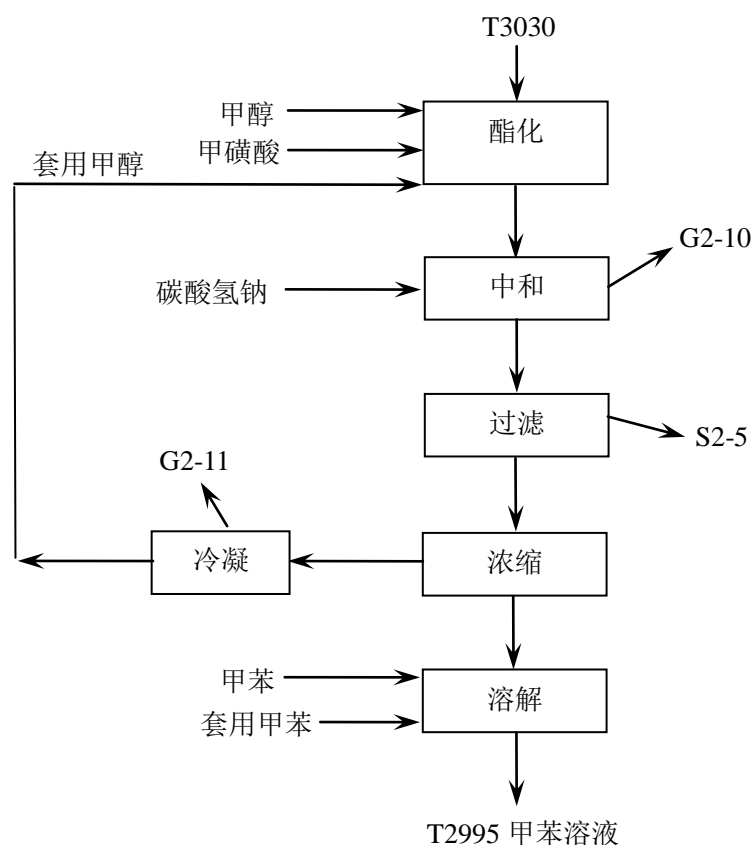 T3030
甲醇
甲磺酸
套用甲醇
酯化
G2-10
碳酸氢钠
中和
过滤
S2-5
G2-11
冷凝
浓缩
甲苯
套用甲苯
溶解
T2995 甲苯溶液